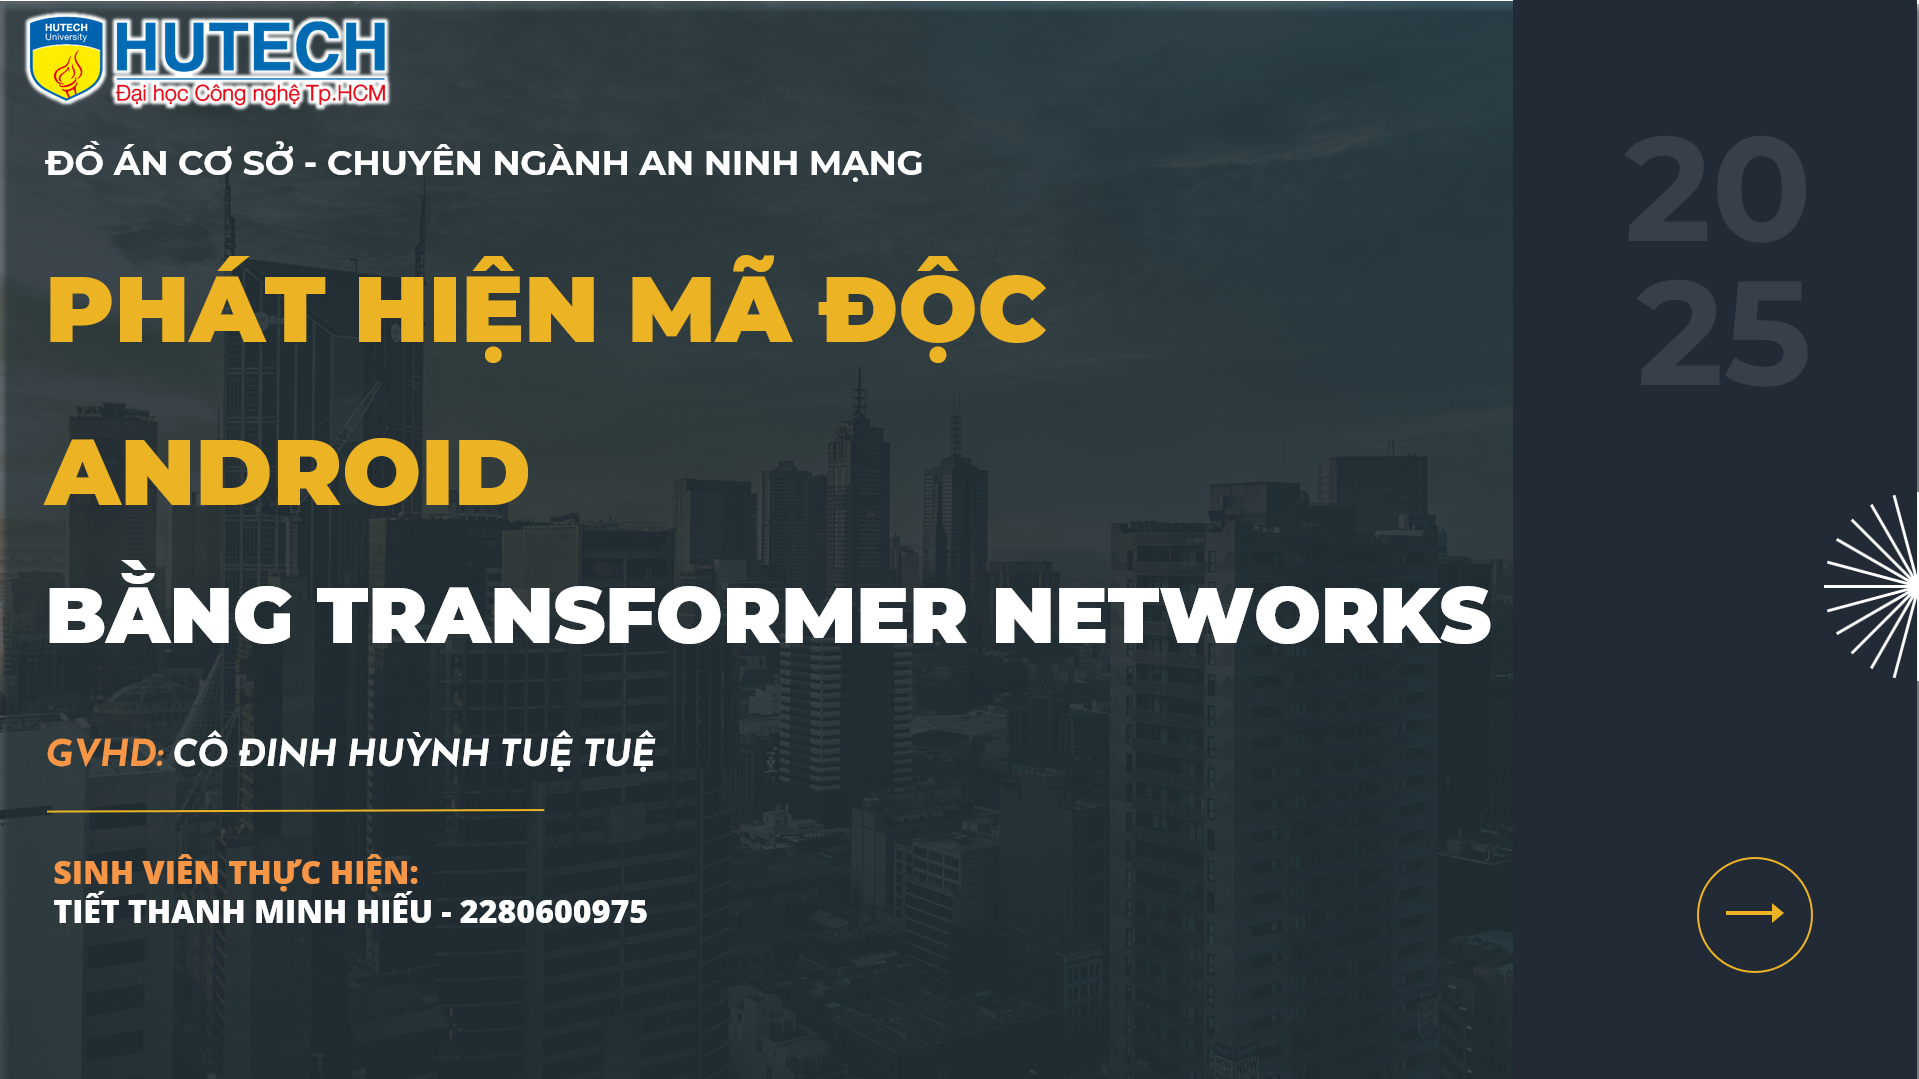 HUTECH
University
HUTECH
Đại học Công nghệ Tp.HCM
ĐỒ ÁN CƠ SỞ - CHUYÊN NGÀNH AN NINH MẠNG
20
25
PHÁT HIỆN MÃ ĐỘC
ANDROID
BẰNG TRANSFORMER NETWORKS
GVHD: CÔ ĐINH HUỲNH TUỆ TUỆ
SINH VIÊN THỰC HIỆN:
TIẾT THANH MINH HIẾU - 2280600975